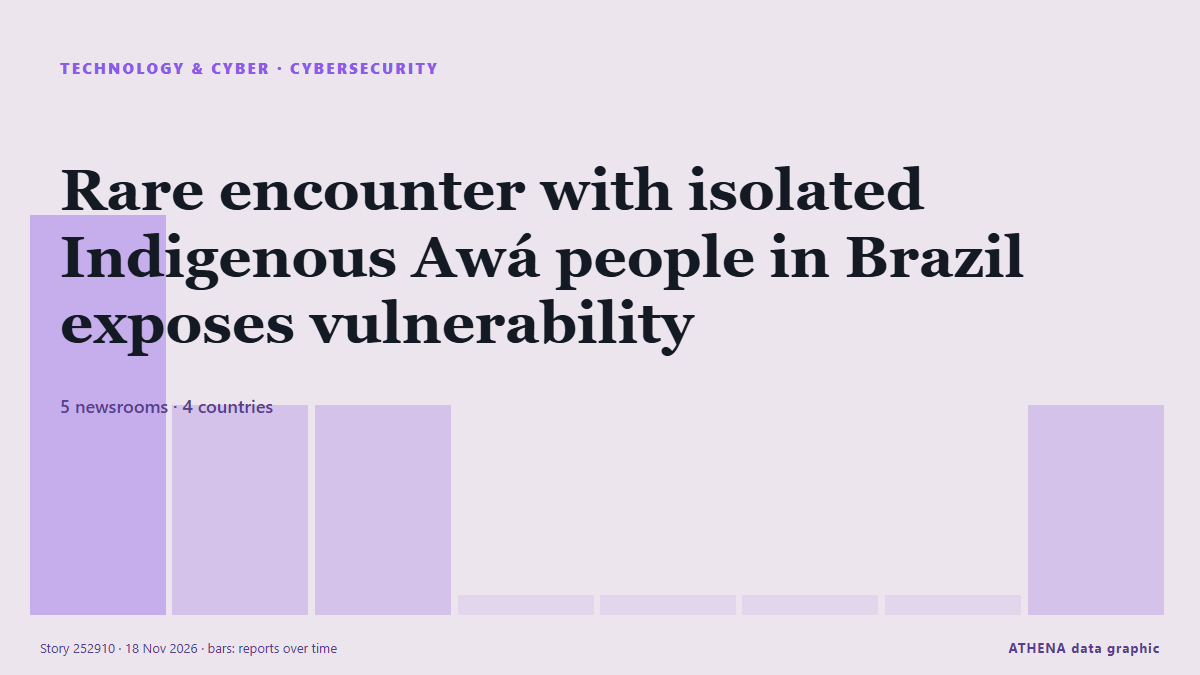 TECHNOLOGY & CYBER · CYBERSECURITY
Rare encounter with isolated
Indigenous Awá people in Brazil
exposes vulnerability
5 newsrooms · 4 countries
Story 252910 · 18 Nov 2026 · bars: reports over time
ATHENA data graphic